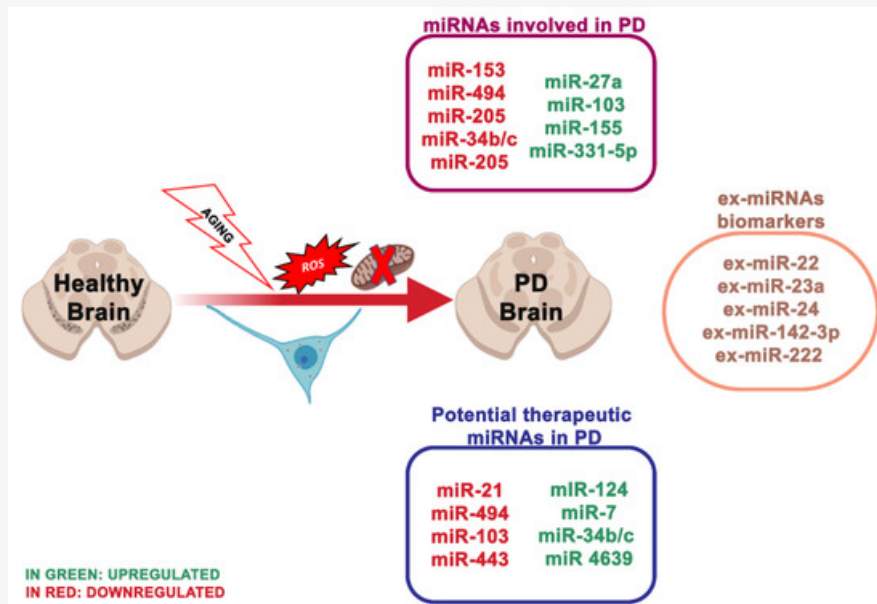 miRNAs involved in PD
miR-153
miR-494
miR-205
miR-34b/c
miR-205
miR-27a
miR-103
miR-155
miR-331-5p
AGING
ROS
X
Healthy
Brain
PD
Brain
ex-miRNAs
biomarkers
ex-miR-22
ex-miR-23a
ex-miR-24
ex-miR-142-3p
ex-miR-222
Potential therapeutic
miRNAs in PD
miR-21
miR-494
miR-103
miR-443
mIR-124
miR-7
miR-34b/c
miR 4639
IN GREEN: UPREGULATED
IN RED: DOWNREGULATED